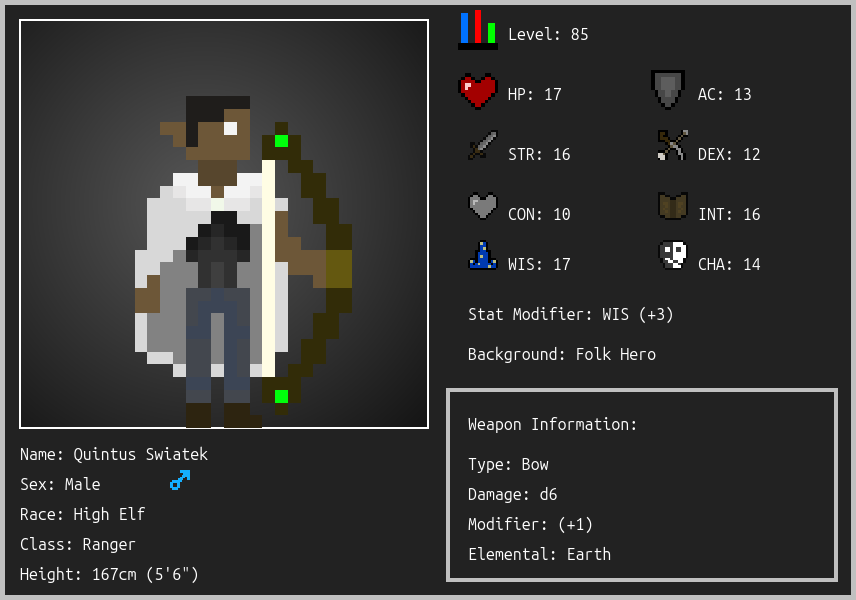 Level: 85
HP: 17
AC: 13
STR: 16
DEX: 12
CON: 10
INT: 16
WIS: 17
CHA: 14
Stat Modifier: WIS (+3)
Background: Folk Hero
Weapon Information:
Type: Bow
Damage: d6
Modifier: (+1)
Elemental: Earth
Name: Quintus Swiatek
Sex: Male
Race: High Elf
Class: Ranger
Height: 167cm (5'6")